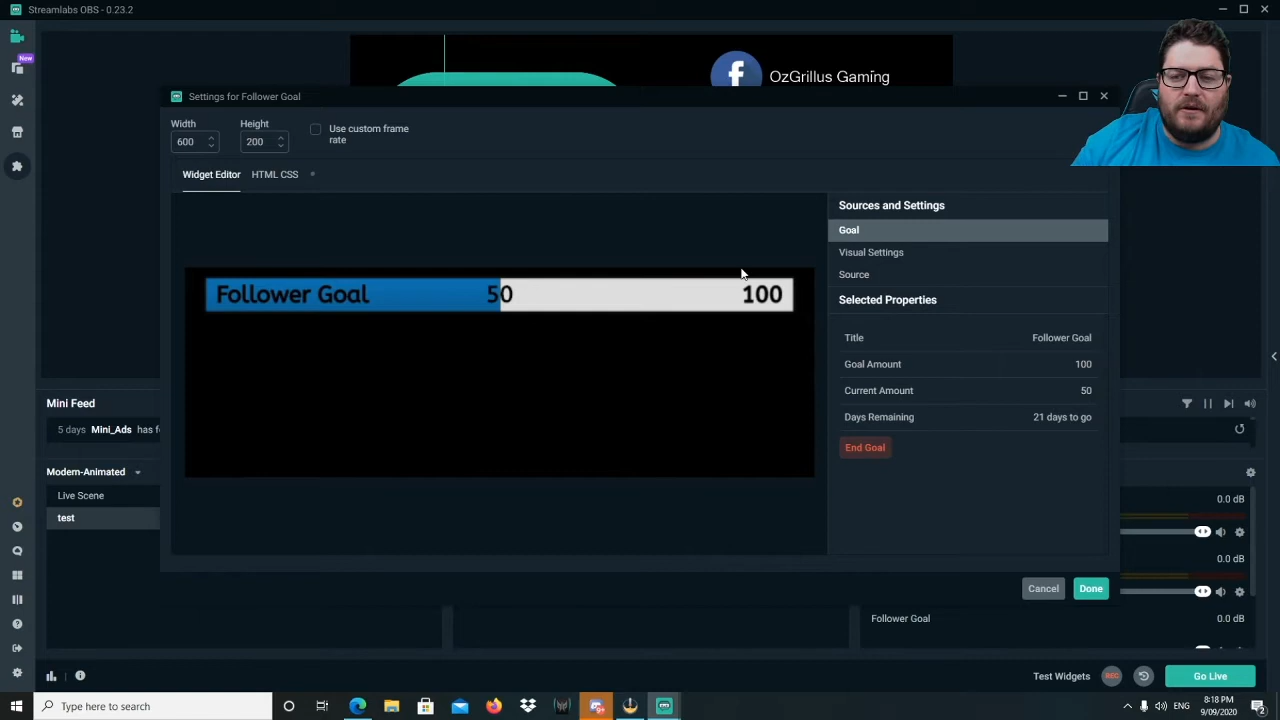 Streamlabs OBS - 0.23.2
New
f
OzGrillus Gaming
Settings for Follower Goal
Width
Height
600
200
Use custom frame
rate
Widget Editor
HTML CSS
Sources and Settings
Goal
Visual Settings
Source
Follower Goal
50
100
Selected Properties
Title
Follower Goal
Goal Amount
100
Current Amount
50
Days Remaining
21 days to go
End Goal
Cancel
Done
Mini Feed
5 days Mini_Ads has f
Modern-Animated
Live Scene
test
0.0 dB
0.0 dB
Follower Goal
0.0 dB
Test Widgets
REC
Go Live
Type here to search
8:18 PM
9/09/2020
2